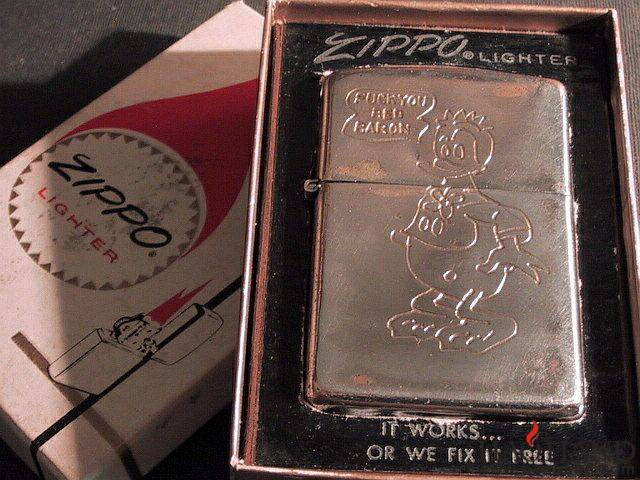 ZIPPO® LIGHTER
FUCK YOU
RED
BARON
ZIPPO®
LIGHTER
IT WORKS...
OR WE FIX IT FREE